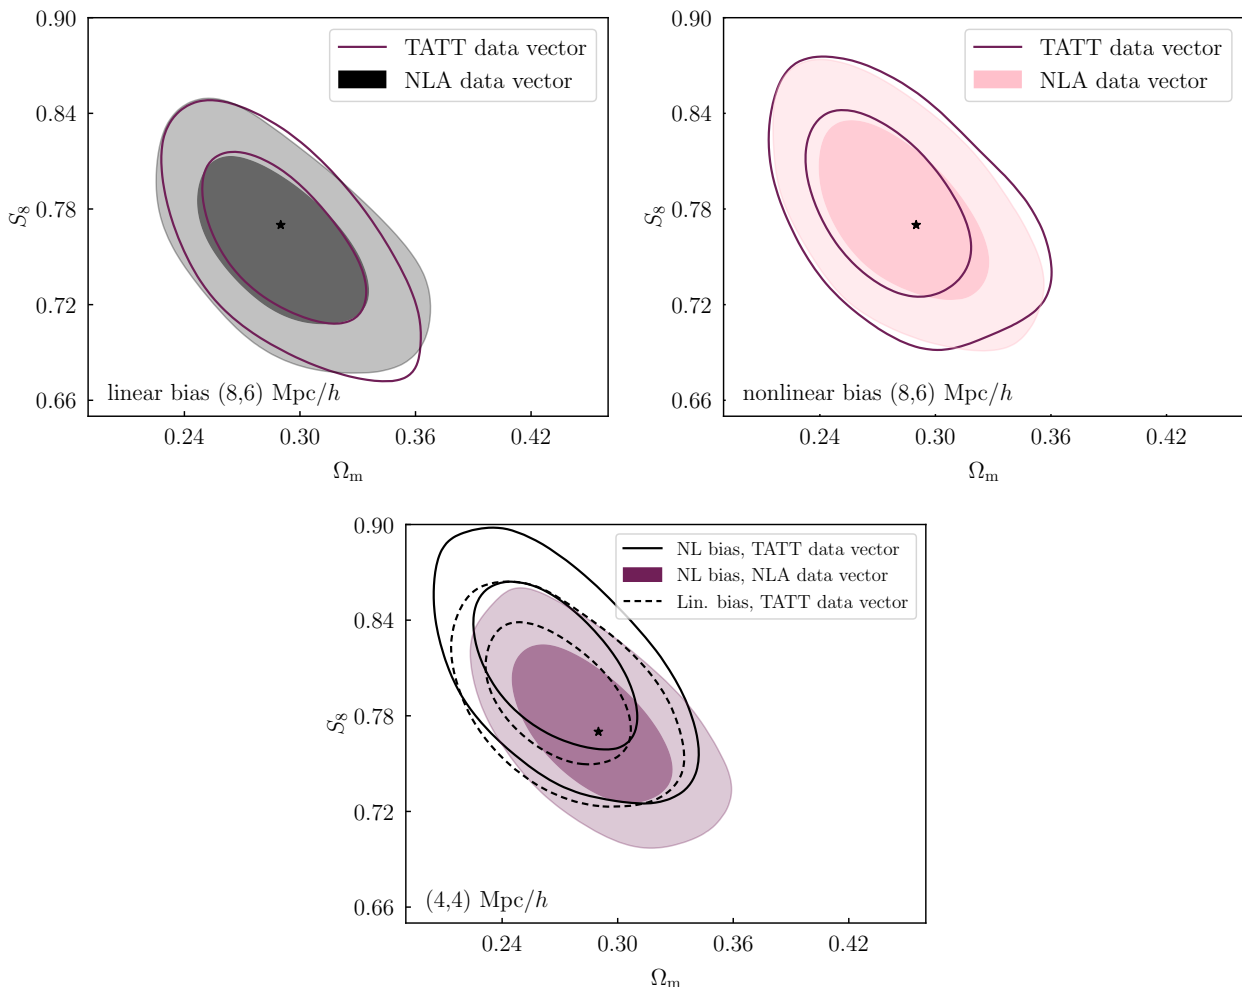 0.90
0.84
0.78
0.72
0.66
S₈
TATT data vector
NLA data vector
linear bias (8,6) Mpc/h
0.24 0.30 0.36 0.42
Ωₘ
S₈
TATT data vector
NLA data vector
nonlinear bias (8,6) Mpc/h
0.90
0.84
0.78
0.72
0.66
0.24 0.30 0.36 0.42
Ωₘ
0.90
0.84
0.78
0.72
0.66
S₈
NL bias, TATT data vector
NL bias, NLA data vector
Lin. bias, TATT data vector
(4,4) Mpc/h
0.24 0.30 0.36 0.42
Ωₘ